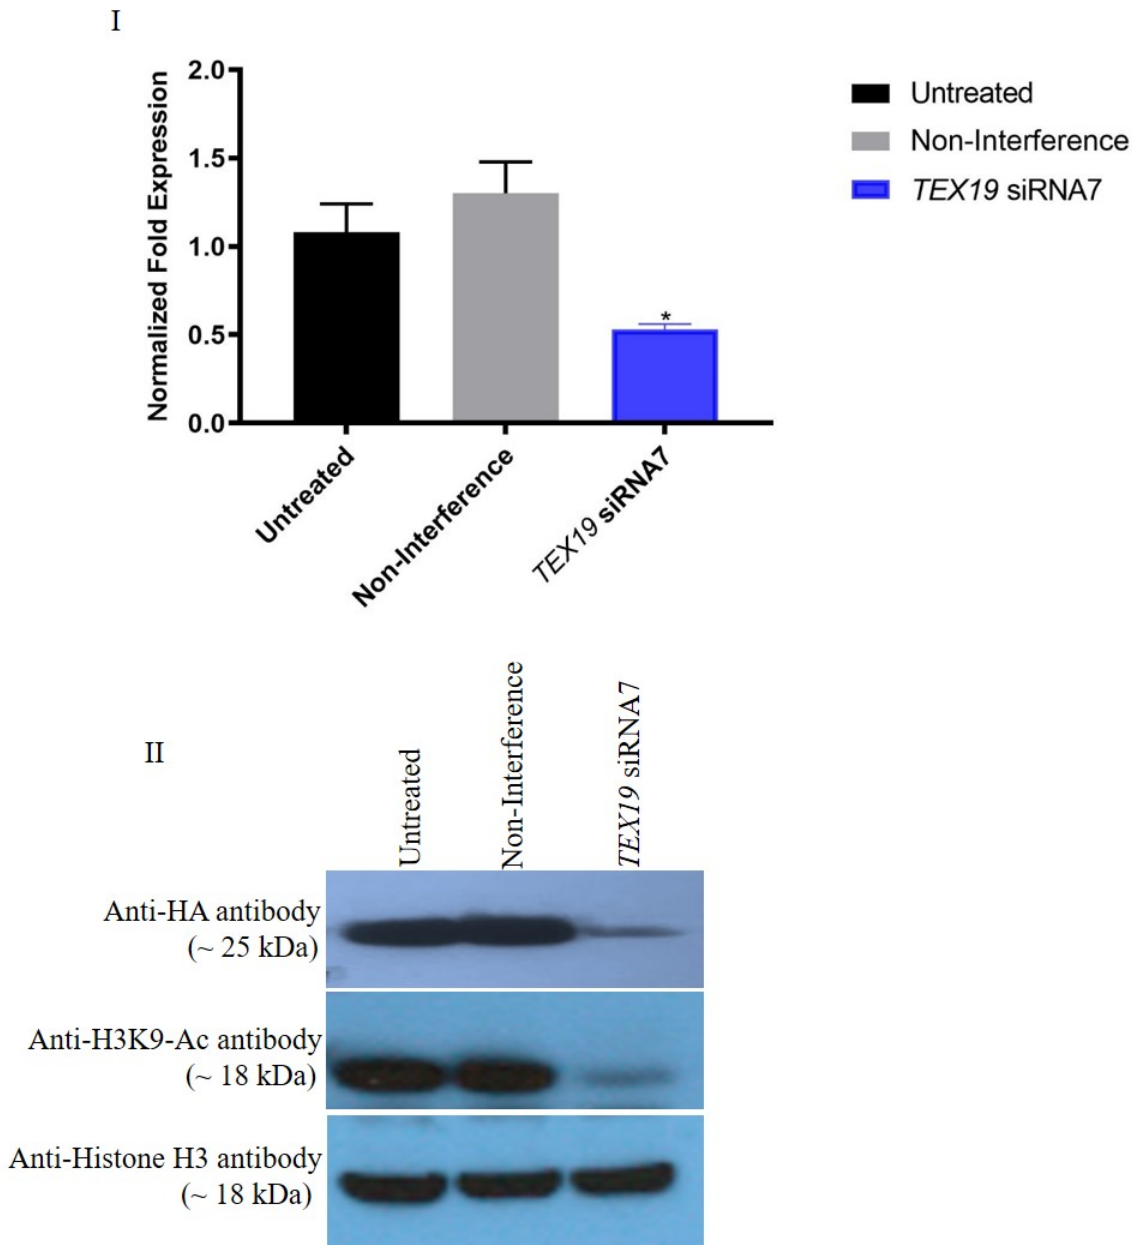 I
2.0
1.5
1.0
0.5
0.0
Normalized Fold Expression
*
Untreated
Non-Interference
TEX19 siRNA7
Untreated
Non-Interference
TEX19 siRNA7
II
Untreated
Non-Interference
TEX19 siRNA7
Anti-HA antibody
(~ 25 kDa)
Anti-H3K9-Ac antibody
(~ 18 kDa)
Anti-Histone H3 antibody
(~ 18 kDa)